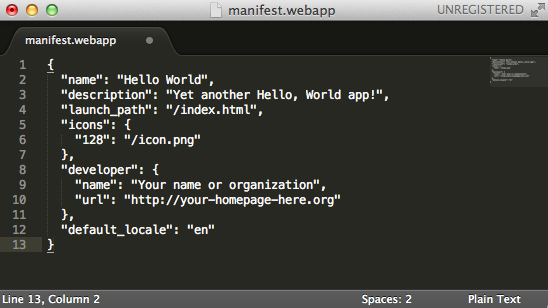 manifest.webapp
UNREGISTERED
manifest.webapp
1 {
2 "name": "Hello World",
3 "description": "Yet another Hello, World app!",
4 "launch_path": "/index.html",
5 "icons": {
6 "128": "/icon.png"
7 },
8 "developer": {
9 "name": "Your name or organization",
10 "url": "http://your-homepage-here.org"
11 },
12 "default_locale": "en"
13 }
Line 13, Column 2
Spaces: 2
Plain Text